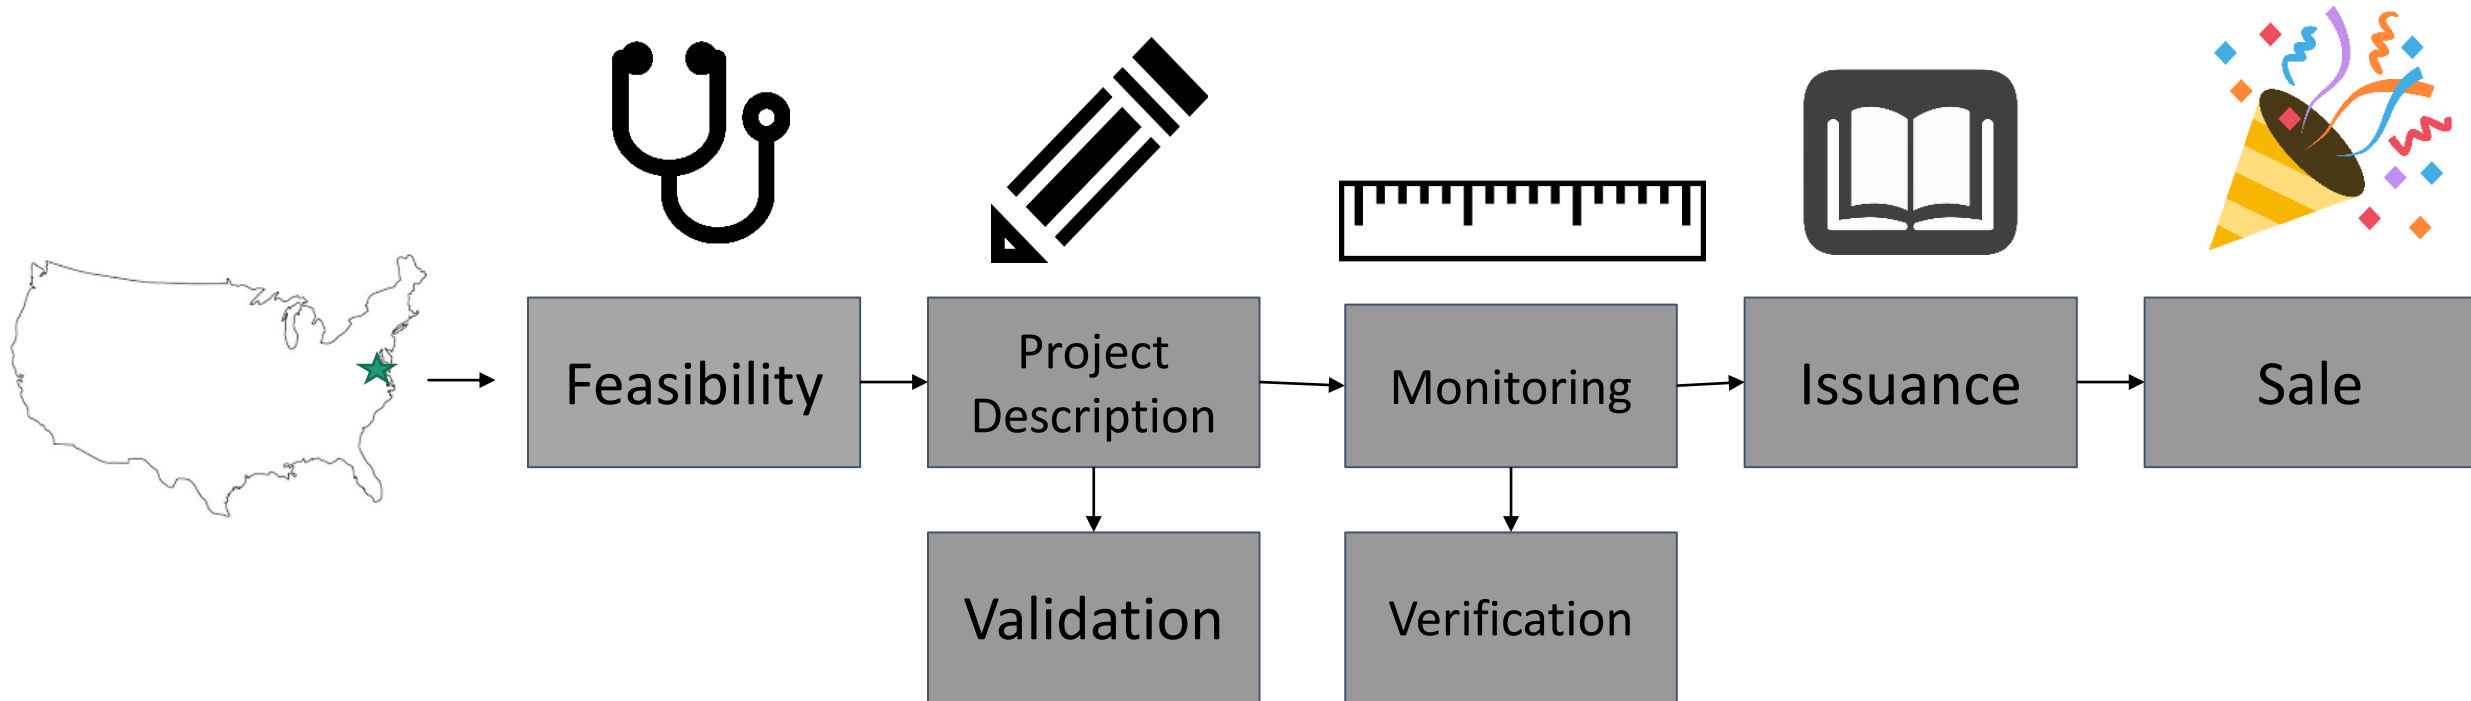 Feasibility
Project
Description
Monitoring
Issuance
Sale
Validation
Verification